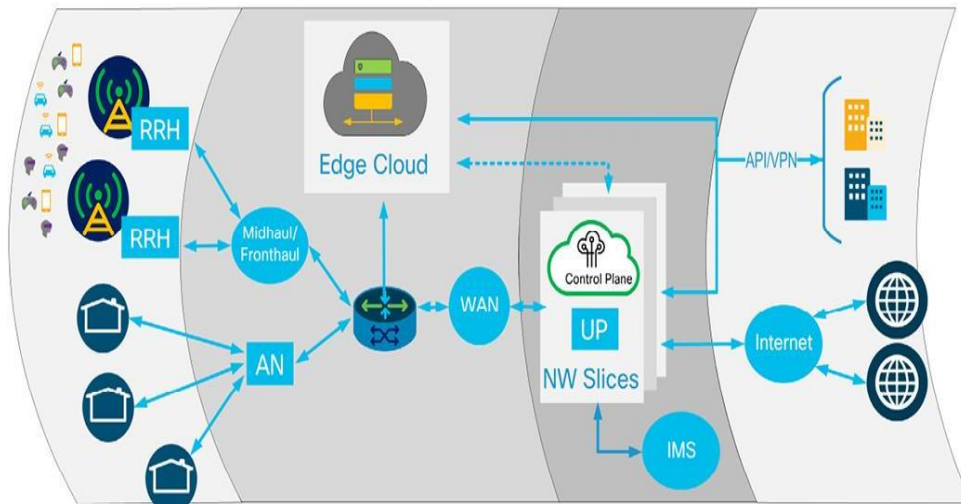 RRH
RRH
Edge Cloud
Midhaul/
Fronthaul
AN
WAN
Control Plane
UP
NW Slices
IMS
API/VPN
Internet